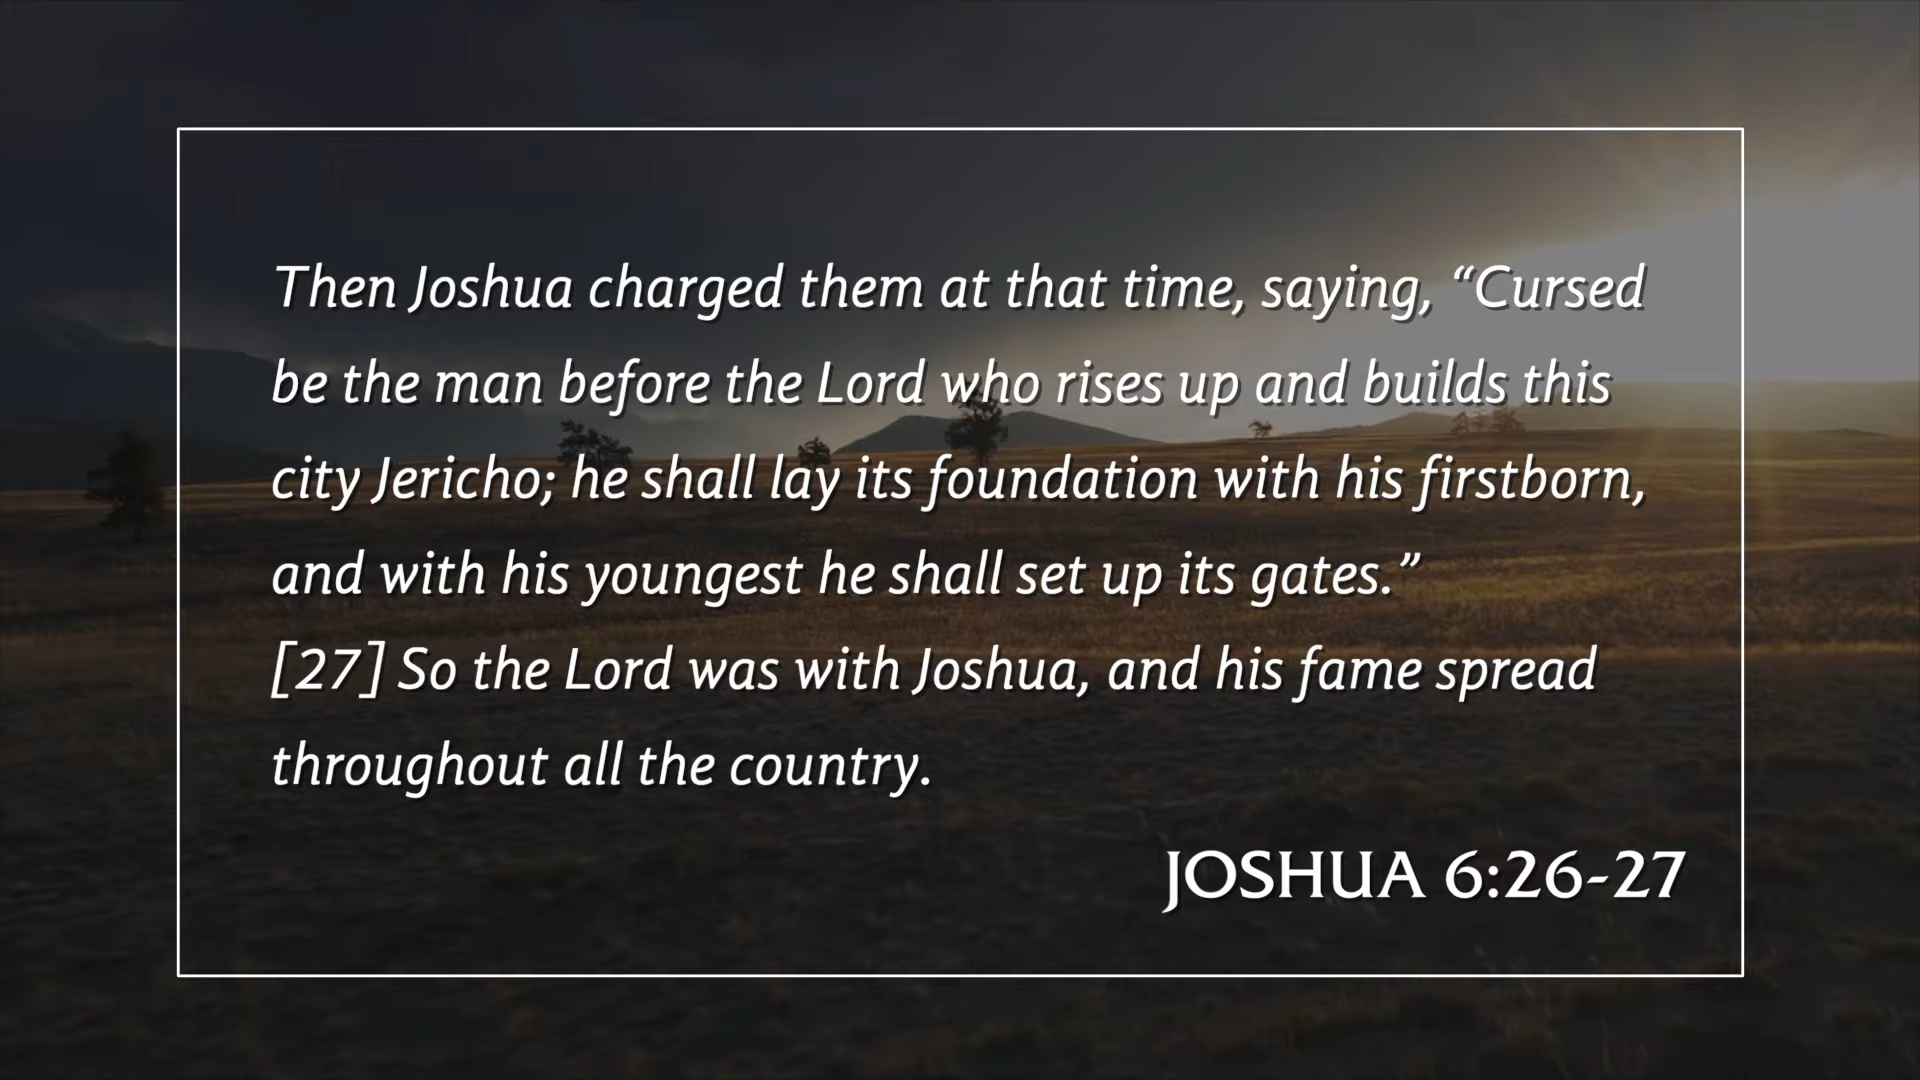 Then Joshua charged them at that time, saying, “Cursed
be the man before the Lord who rises up and builds this
city Jericho; he shall lay its foundation with his firstborn,
and with his youngest he shall set up its gates.”
[27] So the Lord was with Joshua, and his fame spread
throughout all the country.
JOSHUA 6:26-27